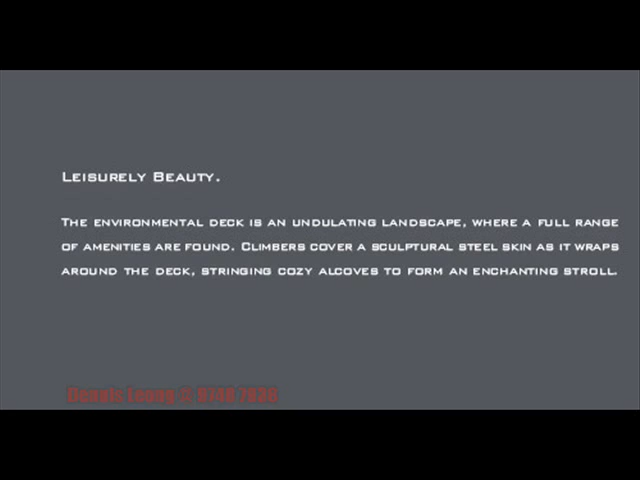 LEISURELY BEAUTY.
THE ENVIRONMENTAL DECK IS AN UNDULATING LANDSCAPE, WHERE A FULL RANGE
OF AMENITIES ARE FOUND. CLIMBERS COVER A SCULPTURAL STEEL SKIN AS IT WRAPS
AROUND THE DECK, STRINGING COZY ALCOVES TO FORM AN ENCHANTING STROLL.
Dennis Leong ©